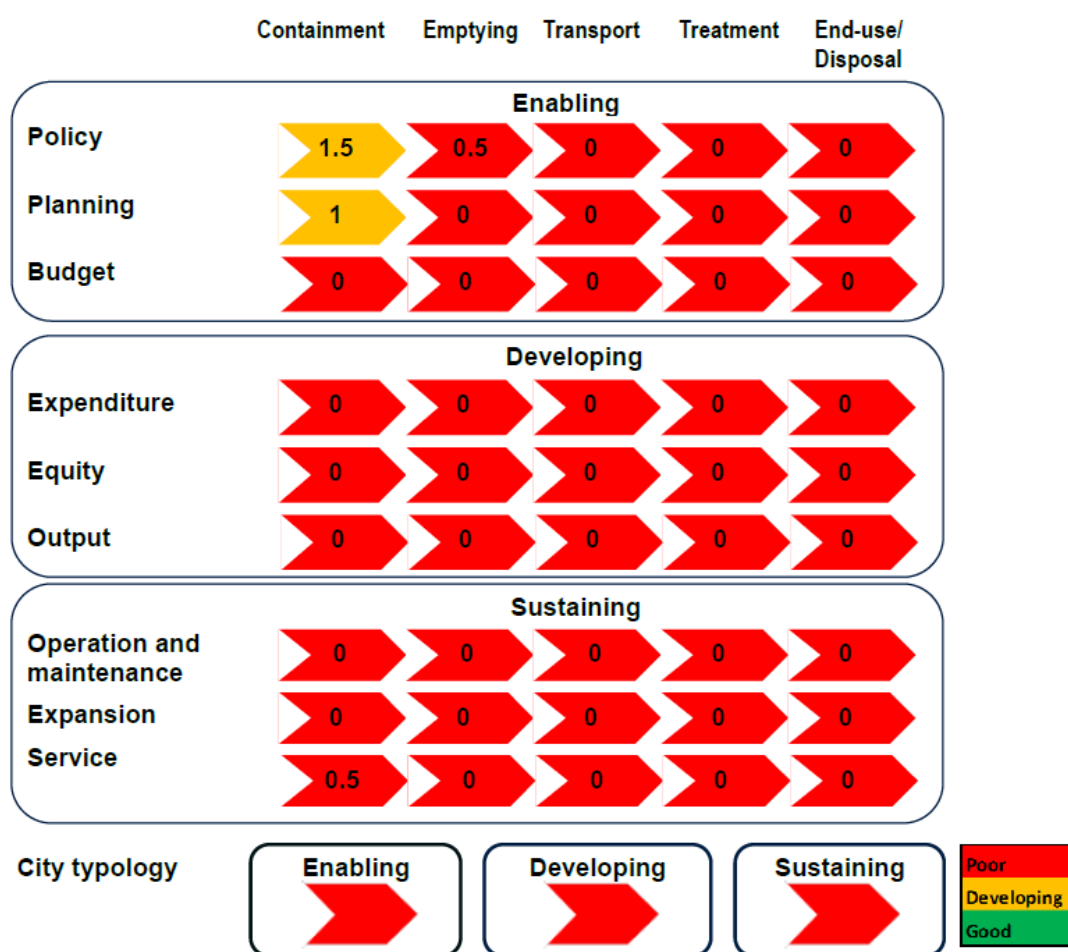 Containment Emptying Transport Treatment End-use/
Disposal
Enabling
Policy 1.5 0.5 0 0 0
Planning 1 0 0 0 0
Budget 0 0 0 0 0
Developing
Expenditure 0 0 0 0 0
Equity 0 0 0 0 0
Output 0 0 0 0 0
Sustaining
Operation and
maintenance 0 0 0 0 0
Expansion 0 0 0 0 0
Service 0.5 0 0 0 0
City typology Enabling Developing Sustaining
Poor
Developing
Good